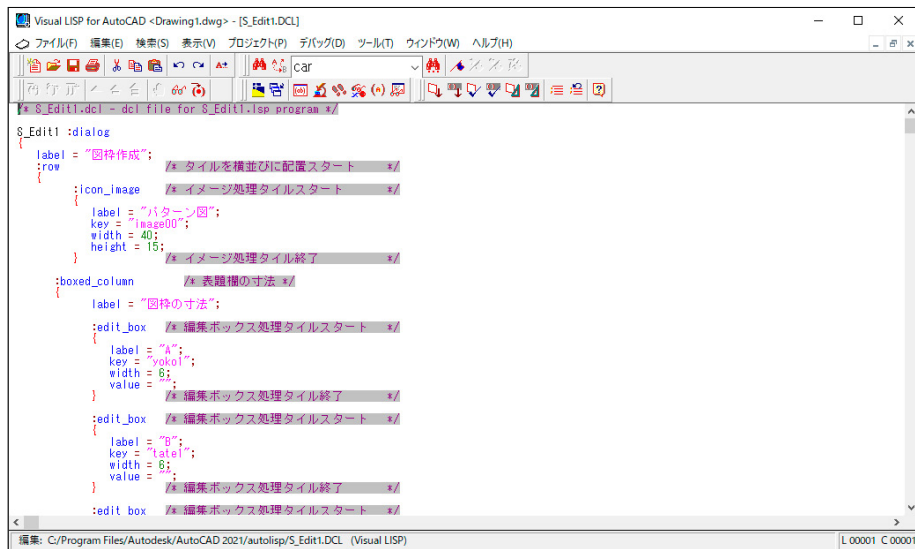 Visual LISP for AutoCAD <Drawing1.dwg> - [S_Edit1.DCL]
ファイル(F) 編集(E) 検索(S) 表示(V) プロジェクト(P) デバッグ(D) ツール(T) ウィンドウ(W) ヘルプ(H)
car
/* S_Edit1.dcl - dcl file for S_Edit1.lsp program */
S_Edit1 :dialog
{
label = "図枠作成";
:row /* タイルを横並びに配置スタート */
{
:icon_image /* イメージ処理タイルスタート */
{
label = "パターン図";
key = "image00";
width = 40;
height = 15;
} /* イメージ処理タイル終了 */
:boxed_column /* 表題欄の寸法 */
{
label = "図枠の寸法";
:edit_box /* 編集ボックス処理タイルスタート */
{
label = "A";
key = "yoko1";
width = 6;
value = "";
} /* 編集ボックス処理タイル終了 */
:edit_box /* 編集ボックス処理タイルスタート */
{
label = "B";
key = "tate1";
width = 6;
value = "";
} /* 編集ボックス処理タイル終了 */
:edit_box /* 編集ボックス処理タイルスタート */
編集: C:/Program Files/Autodesk/AutoCAD 2021/autolisp/S_Edit1.DCL (Visual LISP) L 00001 C 00001